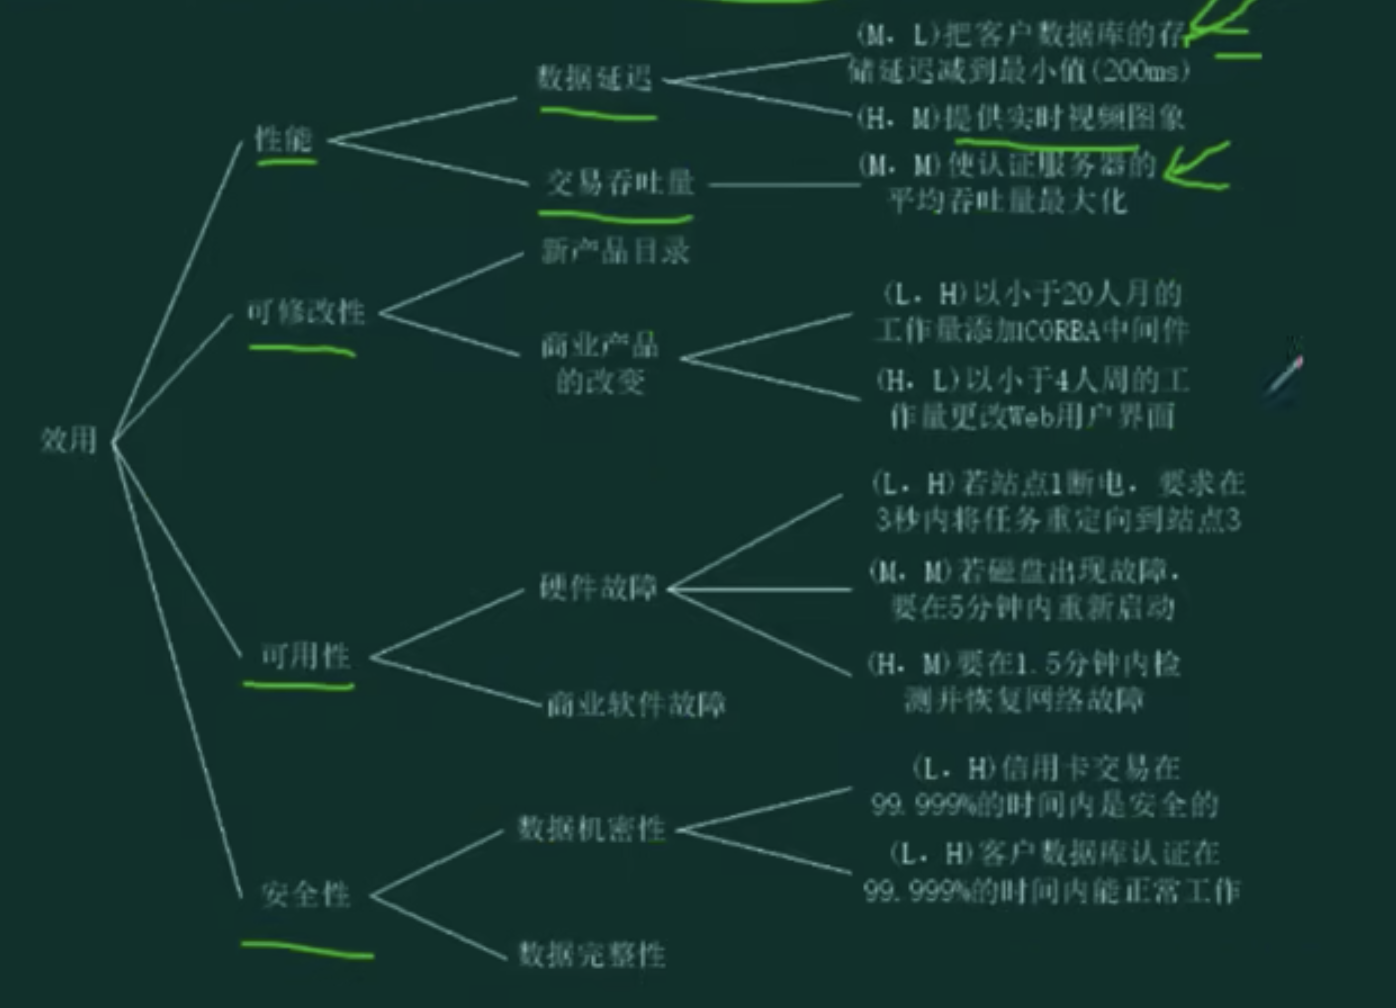 (M. L)把客户数据库的存
储延迟减到最小值(200ms)
数据延迟
(H. M)提供实时视频图象
性能
(M. M)使认证服务器的
平均吞吐量最大化
交易吞吐量
新产品目录
可修改性
(L. H)以小于20人月的
工作量添加CORBA中间件
商业产品
的改变
(H. L)以小于4人周的工
作量更改Web用户界面
效用
(L. H)若站点1断电. 要求在
3秒内将任务重定向到站点3
硬件故障
(M. M)若磁盘出现故障.
要在5分钟内重新启动
可用性
(H. M)要在1.5分钟内检
测并恢复网络故障
商业软件故障
(L. H)信用卡交易在
99.999%的时间内是安全的
数据机密性
(L. H)客户数据库认证在
99.999%的时间内能正常工作
安全性
数据完整性